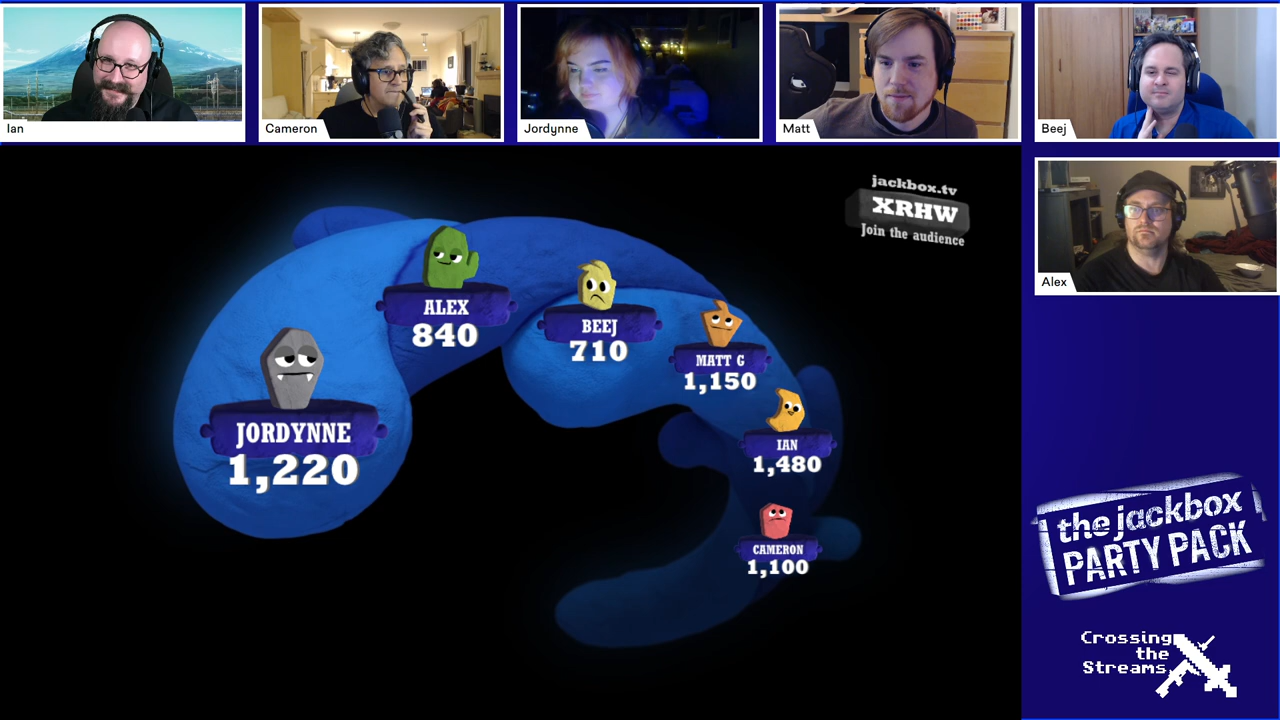 Ian
Cameron
Jordynne
Matt
Beej
jackbox.tv
XRHW
Join the audience
Alex
ALEX
840
BEEJ
710
MATT G
1,150
JORDYNNE
1,220
IAN
1,480
CAMERON
1,100
the jackbox
PARTY PACK
Crossing
the
Streams